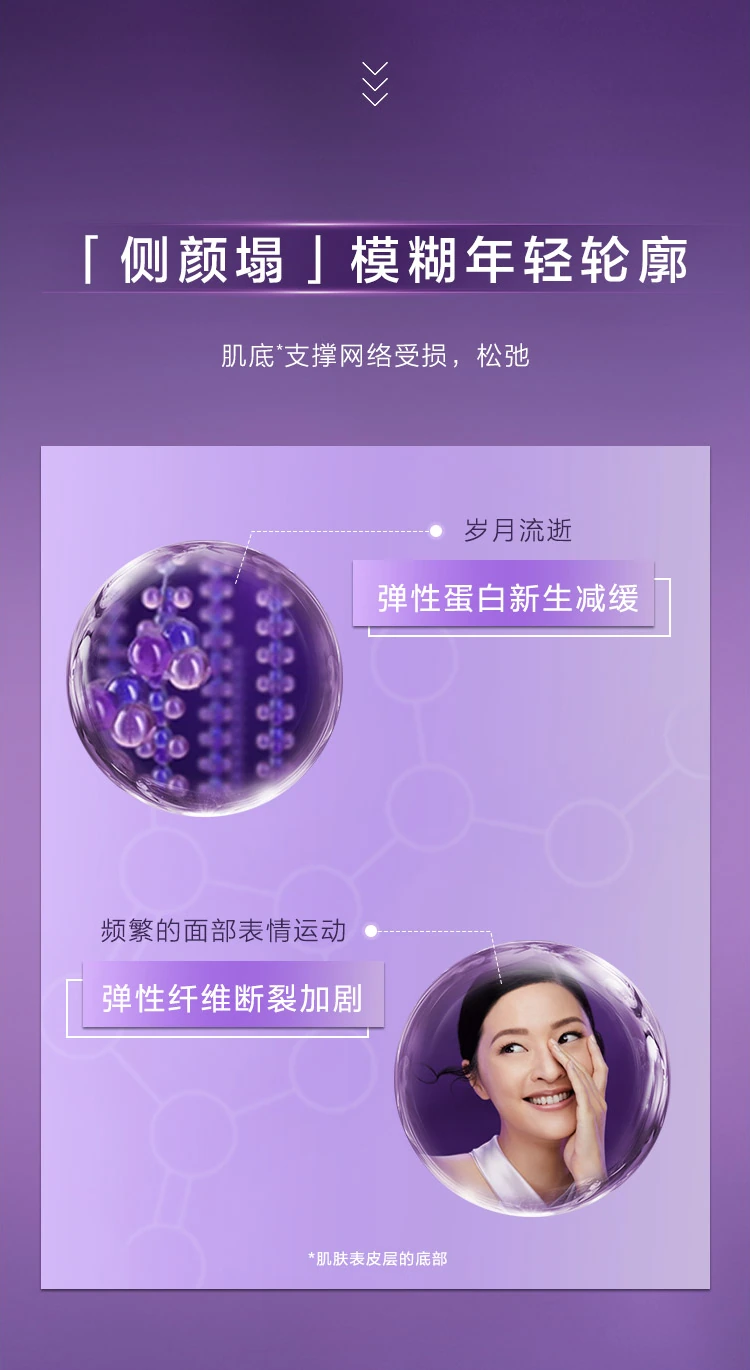 「侧颜塌」模糊年轻轮廓
肌底*支撑网络受损，松弛
岁月流逝
弹性蛋白新生减缓
频繁的面部表情运动
弹性纤维断裂加剧
*肌肤表皮层的底部